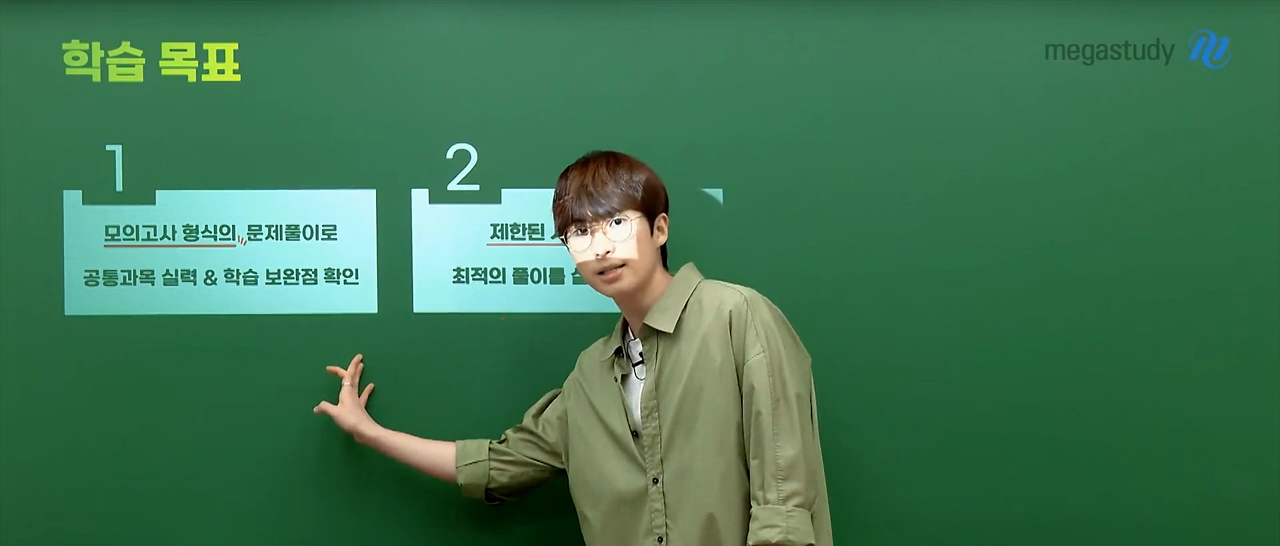 학습 목표
megastudy
1
모의고사 형식의 문제풀이로
공통과목 실력 & 학습 보완점 확인
2
제한된
최적의 풀이를